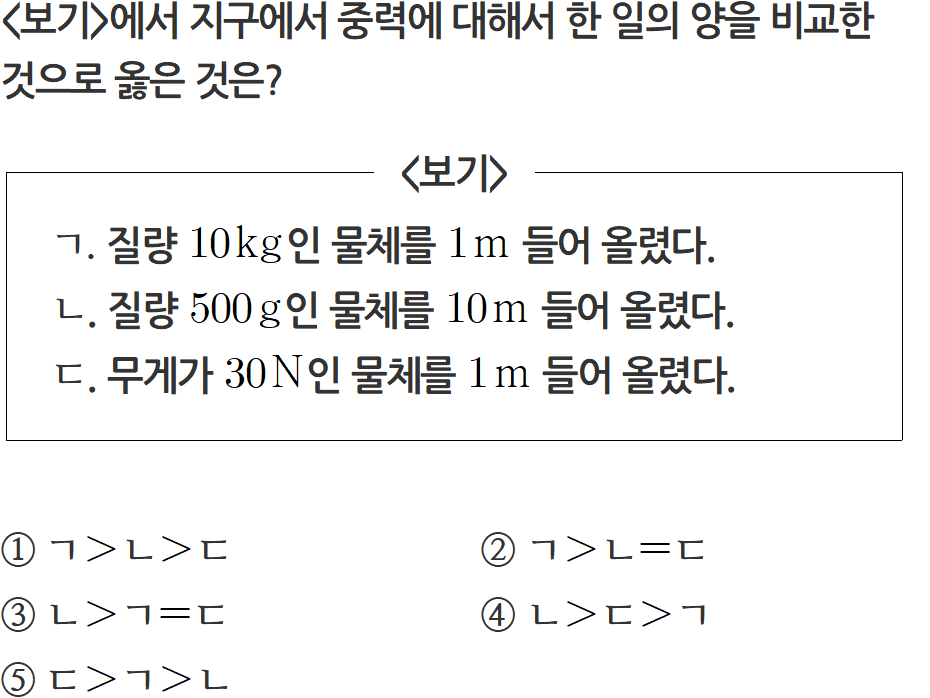 <보기>에서 지구에서 중력에 대해서 한 일의 양을 비교한
것으로 옳은 것은?
<보기>
ㄱ. 질량 10kg인 물체를 1m 들어 올렸다.
ㄴ. 질량 500g인 물체를 10m 들어 올렸다.
ㄷ. 무게가 30N인 물체를 1m 들어 올렸다.
① ㄱ>ㄴ>ㄷ ② ㄱ>ㄴ=ㄷ
③ ㄴ>ㄱ=ㄷ ④ ㄴ>ㄷ>ㄱ
⑤ ㄷ>ㄱ>ㄴ